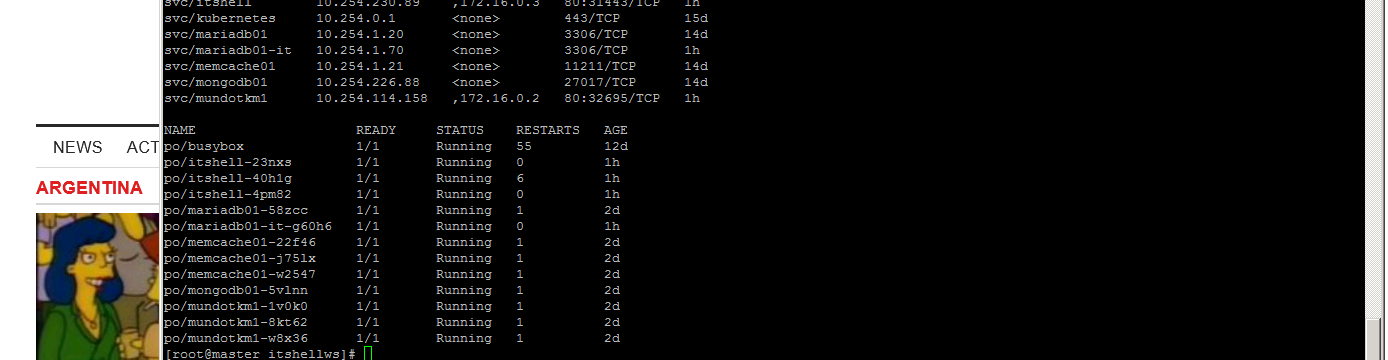 svc/itshell 10.254.230.89 ,172.16.0.3 80:31443/TCP 1h
svc/kubernetes 10.254.0.1 <none> 443/TCP 15d
svc/mariadb01 10.254.1.20 <none> 3306/TCP 14d
svc/mariadb01-it 10.254.1.70 <none> 3306/TCP 1h
svc/memcache01 10.254.1.21 <none> 11211/TCP 14d
svc/mongodb01 10.254.226.88 <none> 27017/TCP 14d
svc/mundotkm1 10.254.114.158 ,172.16.0.2 80:32695/TCP 1h
NAME READY STATUS RESTARTS AGE
po/busybox 1/1 Running 55 12d
po/itshell-23nxs 1/1 Running 0 1h
po/itshell-40h1g 1/1 Running 6 1h
po/itshell-4pm82 1/1 Running 0 1h
po/mariadb01-58zcc 1/1 Running 1 2d
po/mariadb01-it-g60h6 1/1 Running 0 1h
po/memcache01-22f46 1/1 Running 1 2d
po/memcache01-j75lx 1/1 Running 1 2d
po/memcache01-w2547 1/1 Running 1 2d
po/mongodb01-5vlnn 1/1 Running 1 2d
po/mundotkm1-1v0k0 1/1 Running 1 2d
po/mundotkm1-8kt62 1/1 Running 1 2d
po/mundotkm1-w8x36 1/1 Running 1 2d
[root@master itshellws]#
NEWS ACT
ARGENTINA